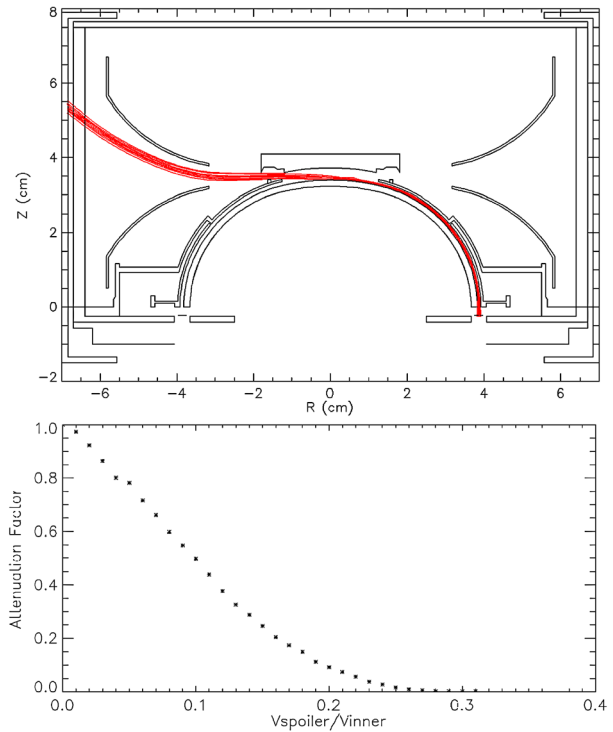 8
6
4
2
0
−2
Z (cm)
−6 −4 −2 0 2 4 6
R (cm)
1.0
0.8
0.6
0.4
0.2
0.0
Attenuation Factor
0.0 0.1 0.2 0.3 0.4
Vspoiler/Vinner